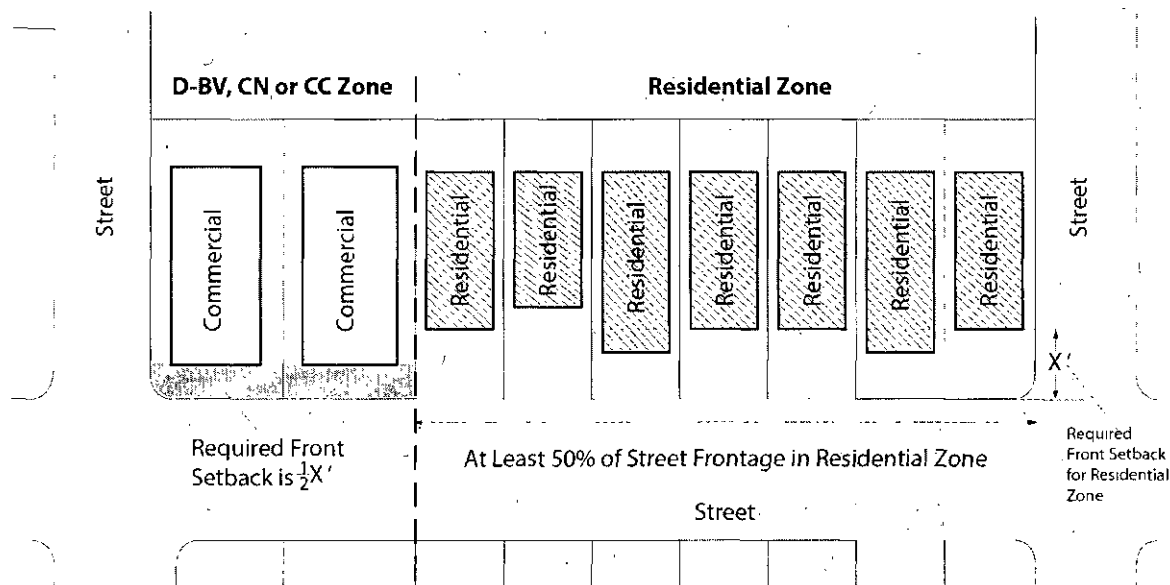 D-BV, CN or CC Zone
Residential Zone
Street
Commercial
Commercial
Residential
Residential
Residential
Residential
Residential
Residential
Residential
Street
X'
Required Front
Setback is ½X'
At Least 50% of Street Frontage in Residential Zone
Required
Front Setback
for Residential
Zone
Street